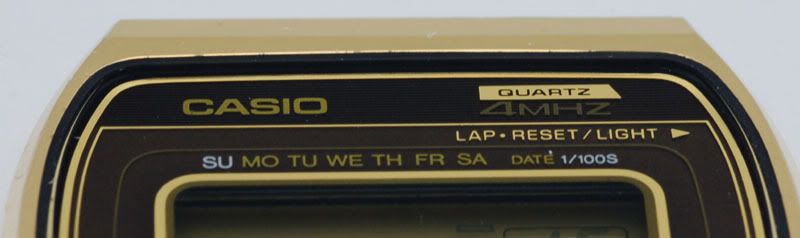 CASIO
QUARTZ
4MHZ
LAP • RESET / LIGHT ►
SU MO TU WE TH FR SA DATE 1/100S